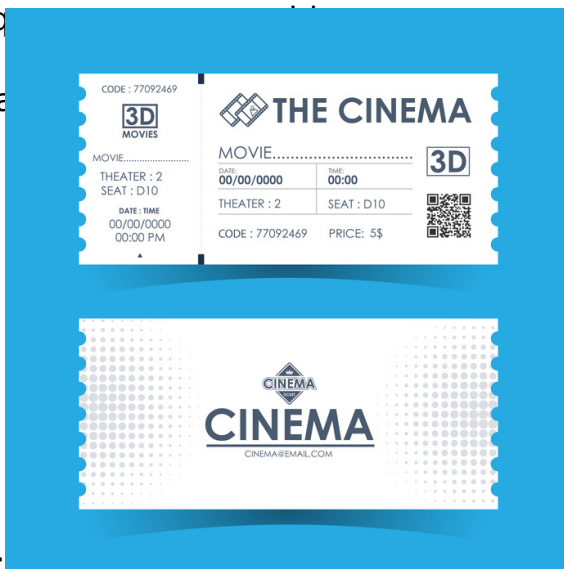 CODE : 77092469
3D
MOVIES
MOVIE........................
THEATER : 2
SEAT : D10
DATE : TIME
00/00/0000
00:00 PM
THE CINEMA
MOVIE................................
3D
DATE:
00/00/0000
TIME:
00:00
THEATER : 2
SEAT : D10
CODE : 77092469
PRICE: 5$
CINEMA
TICKET
CINEMA
CINEMA@EMAIL.COM